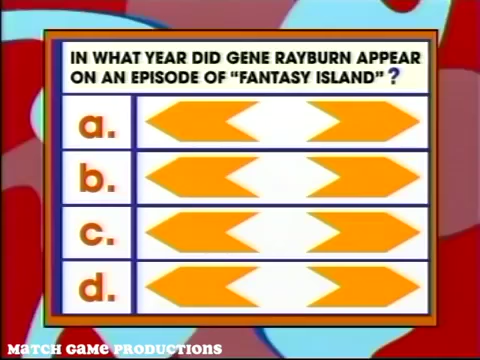 IN WHAT YEAR DID GENE RAYBURN APPEAR
ON AN EPISODE OF "FANTASY ISLAND"?
a.
b.
c.
d.
MaTCH GaMe PRODUCTIONS